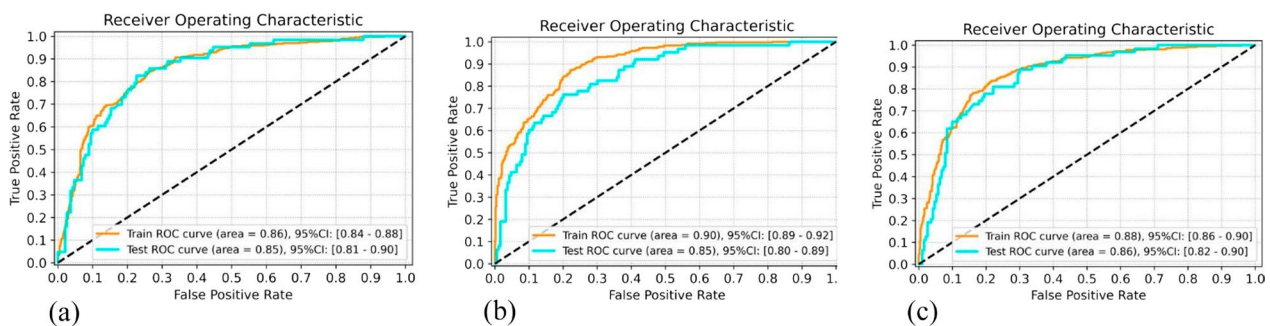 Receiver Operating Characteristic
1.0
0.9
0.8
0.7
0.6
0.5
0.4
0.3
0.2
0.1
0.0
True Positive Rate
Train ROC curve (area = 0.86), 95%CI: [0.84 - 0.88]
Test ROC curve (area = 0.85), 95%CI: [0.81 - 0.90]
0.0 0.1 0.2 0.3 0.4 0.5 0.6 0.7 0.8 0.9 1.0
False Positive Rate
(a)
Receiver Operating Characteristic
1.0
0.9
0.8
0.7
0.6
0.5
0.4
0.3
0.2
0.1
0.0
True Positive Rate
Train ROC curve (area = 0.90), 95%CI: [0.89 - 0.92]
Test ROC curve (area = 0.85), 95%CI: [0.80 - 0.89]
0.0 0.1 0.2 0.3 0.4 0.5 0.6 0.7 0.8 0.9 1.
False Positive Rate
(b)
Receiver Operating Characteristic
1.0
0.9
0.8
0.7
0.6
0.5
0.4
0.3
0.2
0.1
0.0
True Positive Rate
Train ROC curve (area = 0.88), 95%CI: [0.86 - 0.90]
Test ROC curve (area = 0.86), 95%CI: [0.82 - 0.90]
0.0 0.1 0.2 0.3 0.4 0.5 0.6 0.7 0.8 0.9 1.0
False Positive Rate
(c)